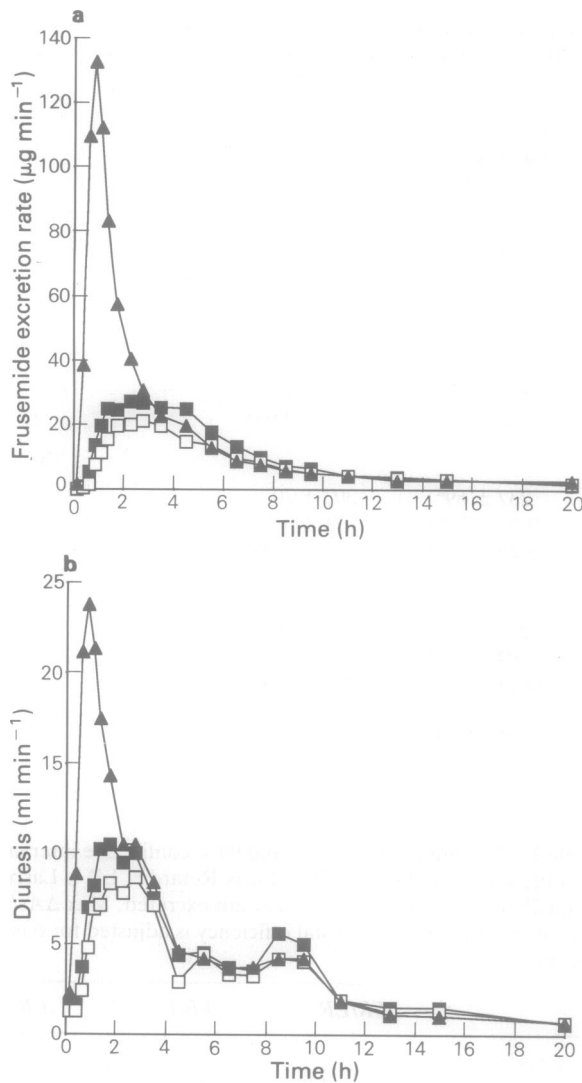 a
140
120
100
80
60
40
20
0
Frusemide excretion rate (µg min⁻¹)
0 2 4 6 8 10 12 14 16 18 20
Time (h)
b
25
20
15
10
5
0
Diuresis (ml min⁻¹)
0 2 4 6 8 10 12 14 16 18 20
Time (h)